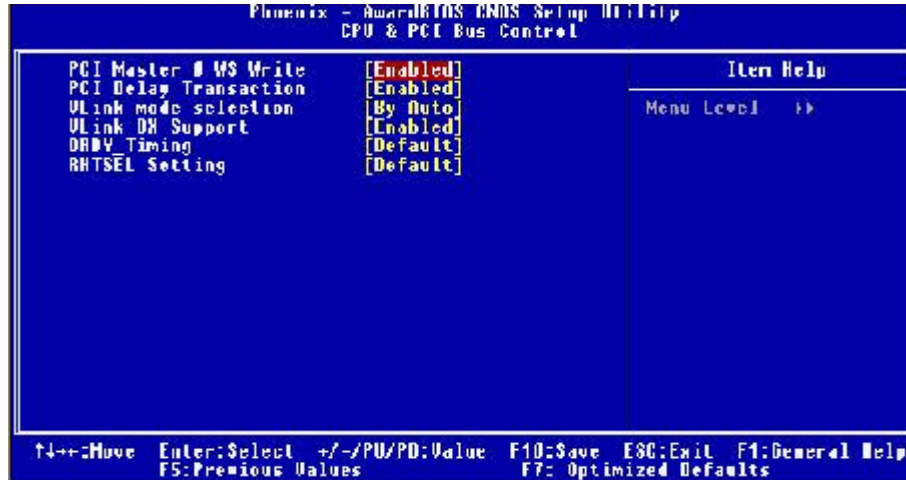 Phoenix - AwardBIOS CMOS Setup Utility
CPU & PCI Bus Control
PCI Master 0 WS Write [Enabled]
PCI Delay Transaction [Enabled]
VLink mode selection [By Auto]
VLink 8X Support [Enabled]
DRDY_Timing [Default]
Setting [Default]
Item Help
Menu Level ▸▸
↑↓→←:Move Enter:Select +/-/PU/PD:Value F10:Save ESC:Exit F1:General Help
F5:Previous Values F7: Optimized Defaults